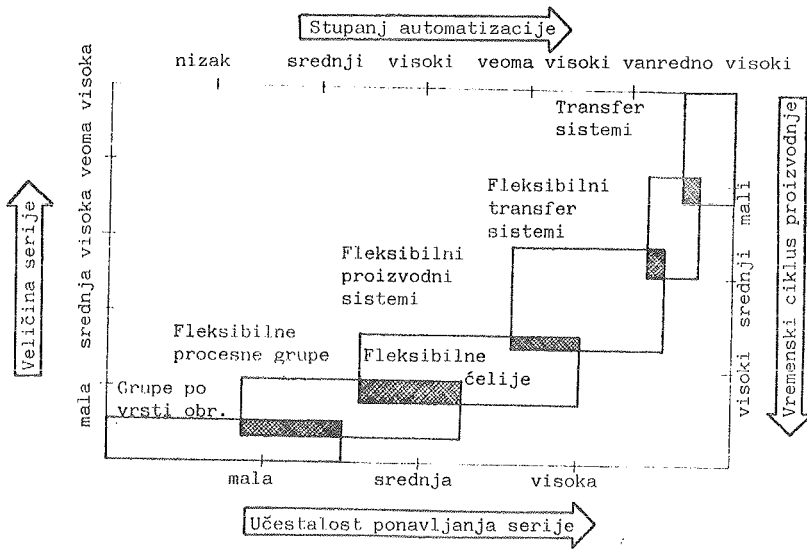 Stupanj automatizacije
nizak srednji visoki veoma visoki vanredno visoki
Transfer
sistemi
Fleksibilni
transfer
sistemi
Fleksibilni
proizvodni
sistemi
Fleksibilne
procesne grupe
Fleksibilne
ćelije
Grupe po
vrsti obr.
Veličina serije
mala srednja visoka veoma visoka
mali
srednji
visoki
Vremenski ciklus proizvodnje
mala srednja visoka
Učestalost ponavljanja serije